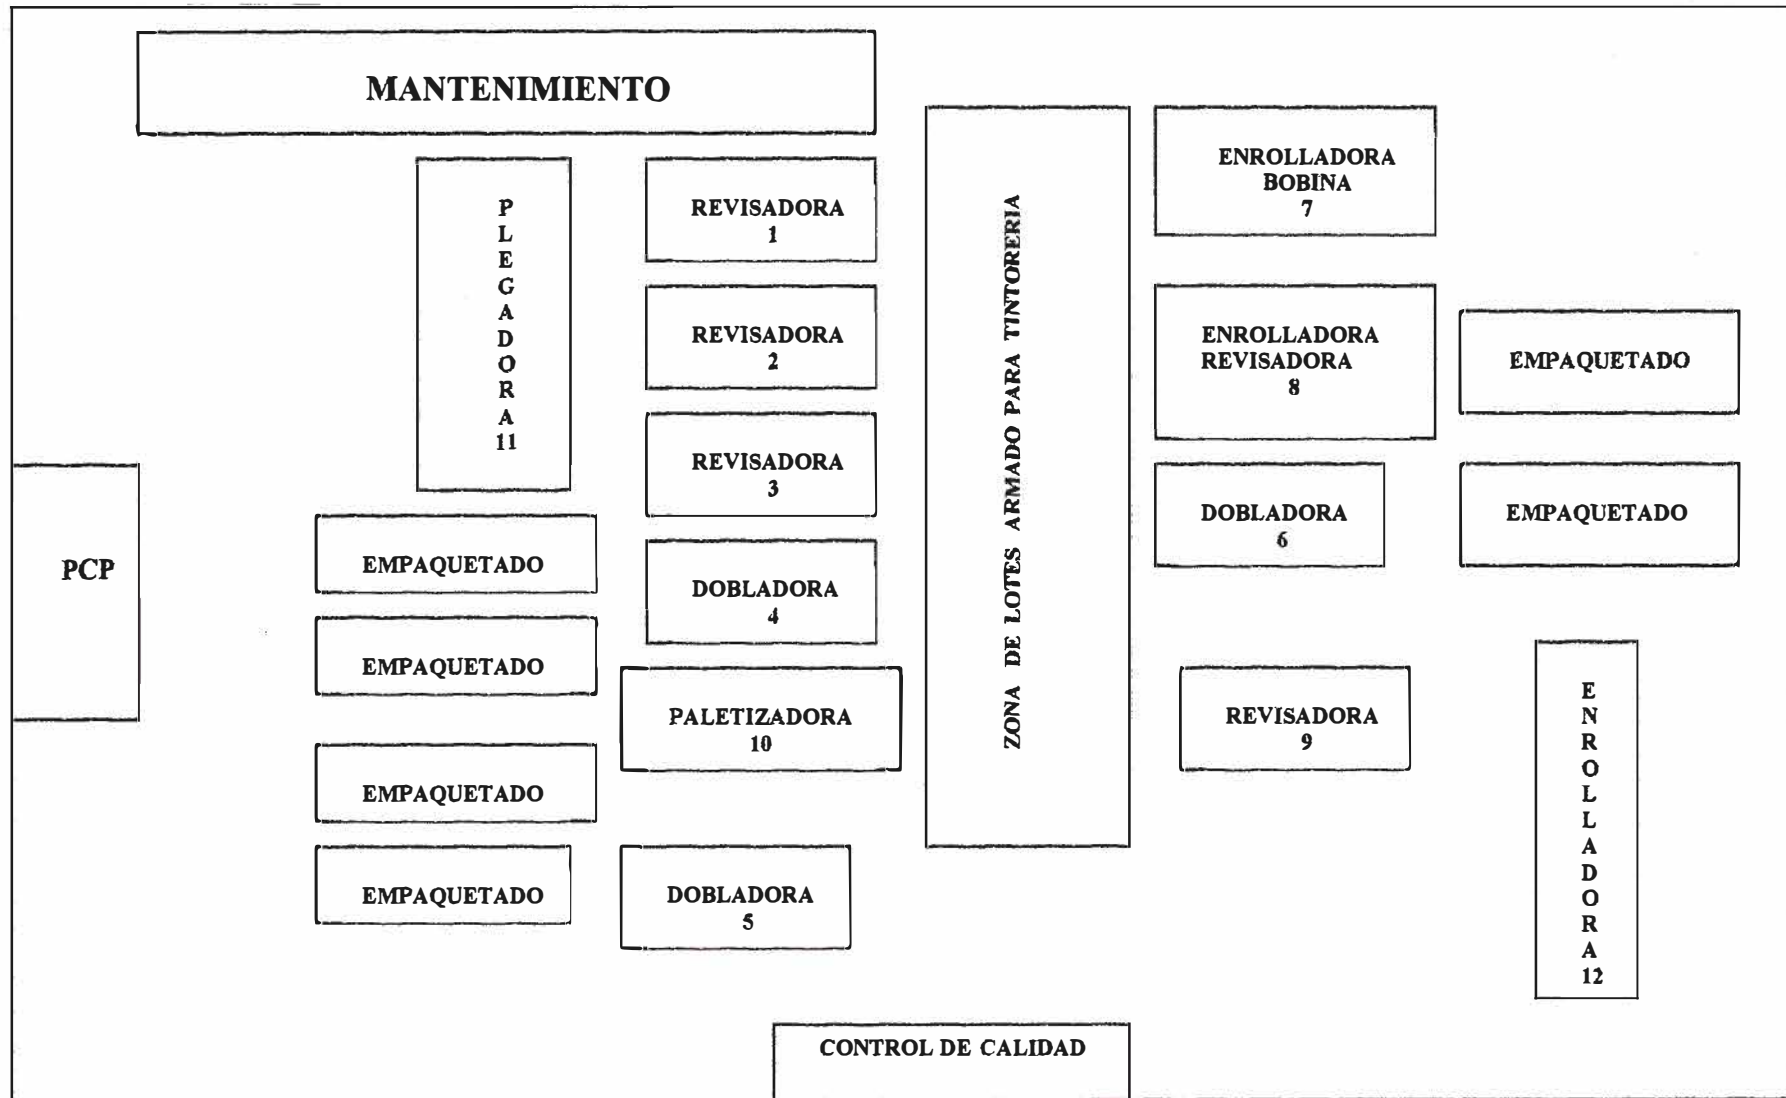 MANTENIMIENTO
PLEGADORA
11
REVISADORA
1
REVISADORA
2
REVISADORA
3
DOBLADORA
4
PALETIZADORA
10
DOBLADORA
5
PCP
EMPAQUETADO
EMPAQUETADO
EMPAQUETADO
EMPAQUETADO
ZONA DE LOTES ARMADO PARA TINTORERIA
ENROLLADORA
BOBINA
7
ENROLLADORA
REVISADORA
8
EMPAQUETADO
DOBLADORA
6
EMPAQUETADO
REVISADORA
9
ENROLLADORA
12
CONTROL DE CALIDAD